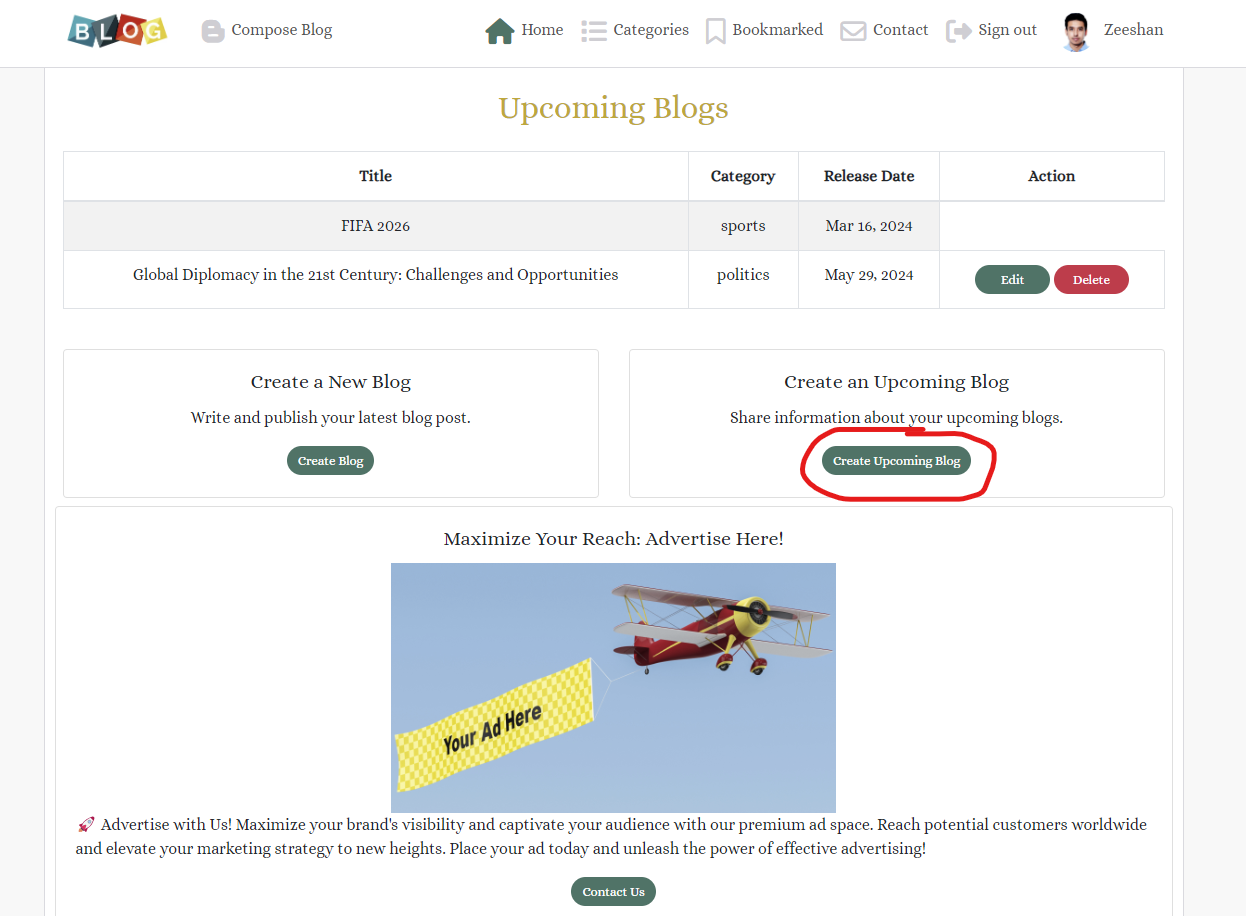 BLOG Compose Blog Home Categories Bookmarked Contact Sign out Zeeshan
Upcoming Blogs
Title Category Release Date Action
FIFA 2026 sports Mar 16, 2024
Global Diplomacy in the 21st Century: Challenges and Opportunities politics May 29, 2024 Edit Delete
Create a New Blog
Write and publish your latest blog post.
Create Blog
Create an Upcoming Blog
Share information about your upcoming blogs.
Create Upcoming Blog
Maximize Your Reach: Advertise Here!
Your Ad Here
🚀 Advertise with Us! Maximize your brand's visibility and captivate your audience with our premium ad space. Reach potential customers worldwide
and elevate your marketing strategy to new heights. Place your ad today and unleash the power of effective advertising!
Contact Us